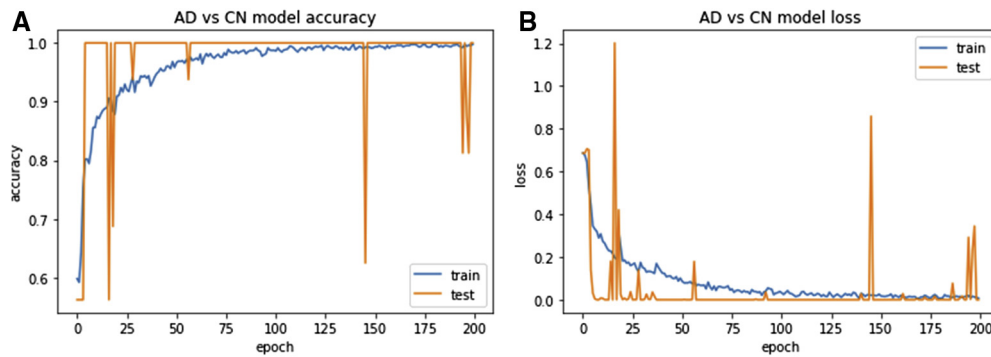 A
AD vs CN model accuracy
accuracy
1.0
0.9
0.8
0.7
0.6
train
test
0 25 50 75 100 125 150 175 200
epoch
B
AD vs CN model loss
loss
1.2
1.0
0.8
0.6
0.4
0.2
0.0
train
test
0 25 50 75 100 125 150 175 200
epoch